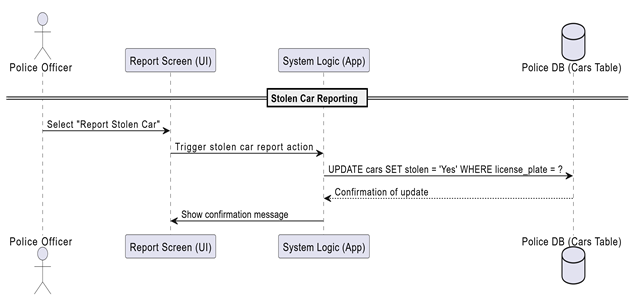 Police Officer
Report Screen (UI)
System Logic (App)
Police DB (Cars Table)
Stolen Car Reporting
Select "Report Stolen Car"
Trigger stolen car report action
UPDATE cars SET stolen = 'Yes' WHERE license_plate = ?
Confirmation of update
Show confirmation message
Police Officer
Report Screen (UI)
System Logic (App)
Police DB (Cars Table)